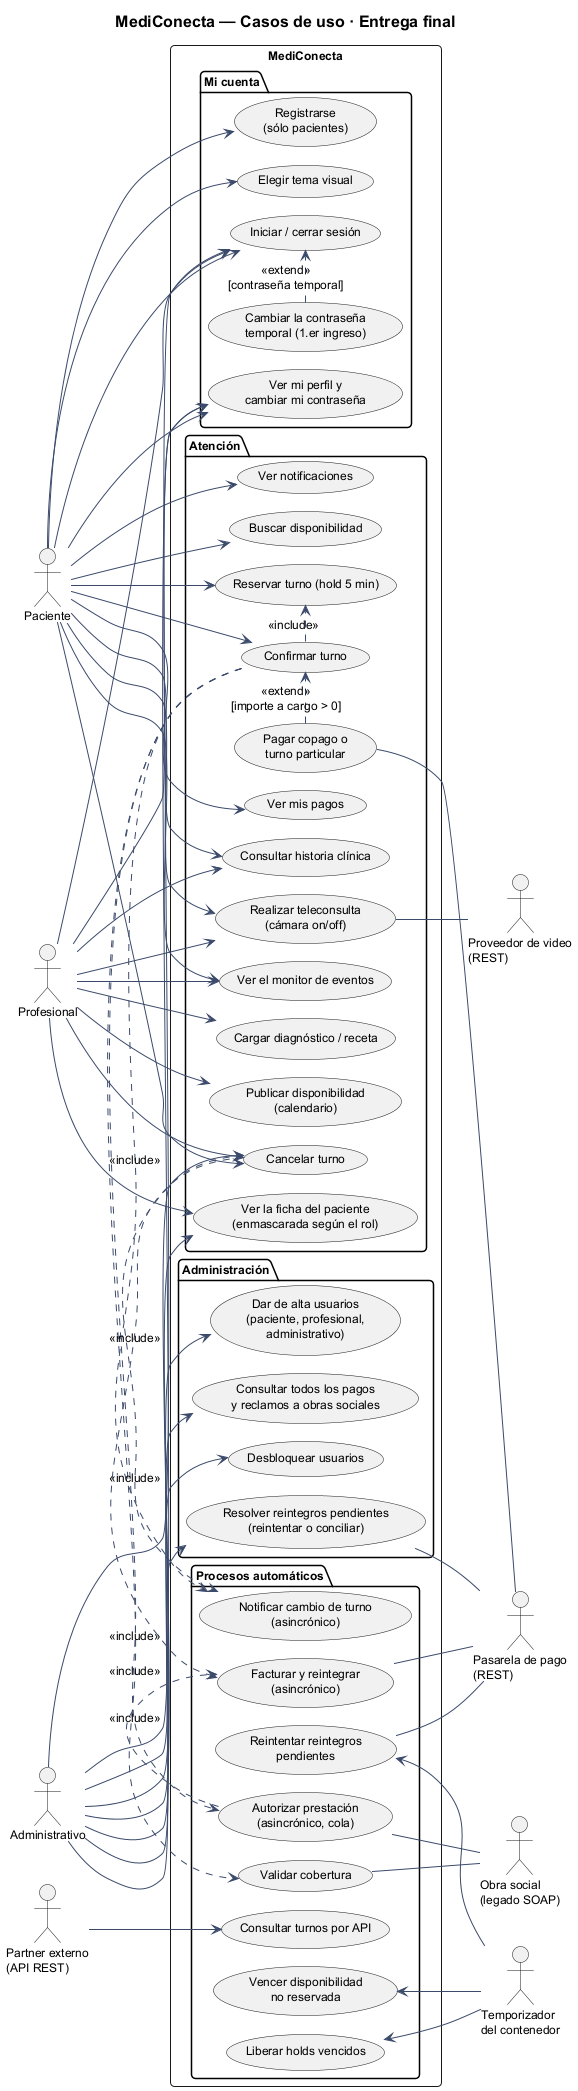 MediConecta — Casos de uso · Entrega final
MediConecta
Mi cuenta
Registrarse
(sólo pacientes)
Elegir tema visual
Iniciar / cerrar sesión
«extend»
[contraseña temporal]
Cambiar la contraseña
temporal (1.er ingreso)
Ver mi perfil y
cambiar mi contraseña
Atención
Ver notificaciones
Buscar disponibilidad
Reservar turno (hold 5 min)
Paciente
«include»
Confirmar turno
«extend»
[importe a cargo > 0]
Pagar copago o
turno particular
Ver mis pagos
Consultar historia clínica
Realizar teleconsulta
(cámara on/off)
Proveedor de video
(REST)
Ver el monitor de eventos
Profesional
Cargar diagnóstico / receta
Publicar disponibilidad
(calendario)
«include»
Cancelar turno
Ver la ficha del paciente
(enmascarada según el rol)
Administración
Dar de alta usuarios
(paciente, profesional,
administrativo)
«include»
Consultar todos los pagos
y reclamos a obras sociales
Desbloquear usuarios
«include»
Resolver reintegros pendientes
(reintentar o conciliar)
Procesos automáticos
Notificar cambio de turno
(asincrónico)
«include»
Pasarela de pago
(REST)
«include»
Facturar y reintegrar
(asincrónico)
«include»
Reintentar reintegros
pendientes
Autorizar prestación
(asincrónico, cola)
Administrativo
Validar cobertura
Obra social
(legado SOAP)
Consultar turnos por API
Partner externo
(API REST)
Vencer disponibilidad
no reservada
Temporizador
del contenedor
Liberar holds vencidos